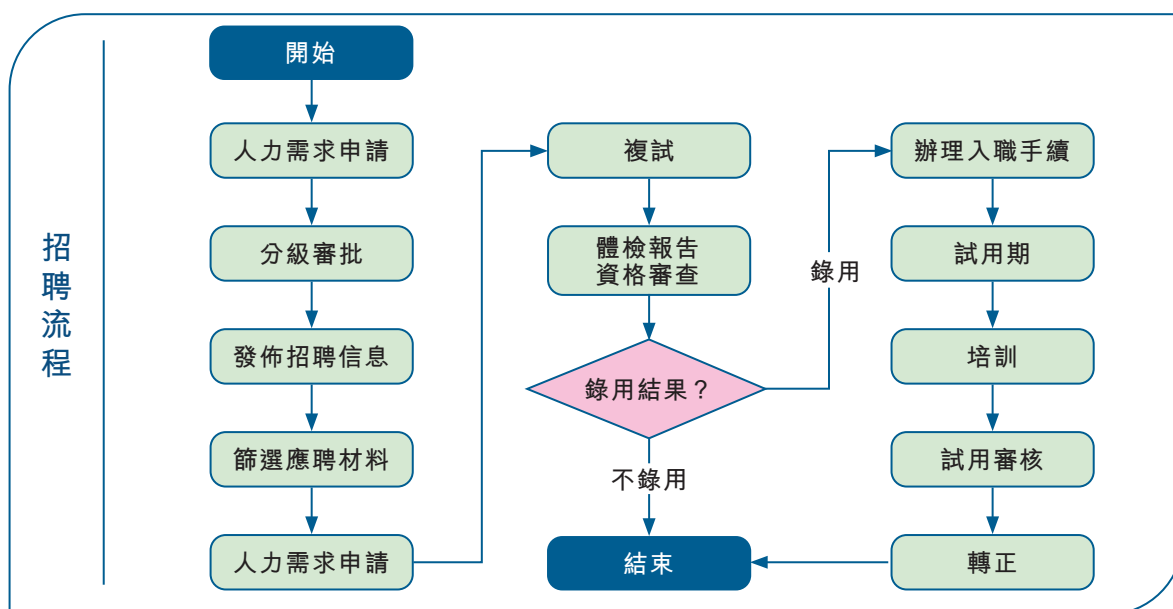 招聘流程
開始
人力需求申請
分級審批
發佈招聘信息
篩選應聘材料
人力需求申請
複試
體檢報告
資格審查
錄用結果？
不錄用
結束
錄用
辦理入職手續
試用期
培訓
試用審核
轉正